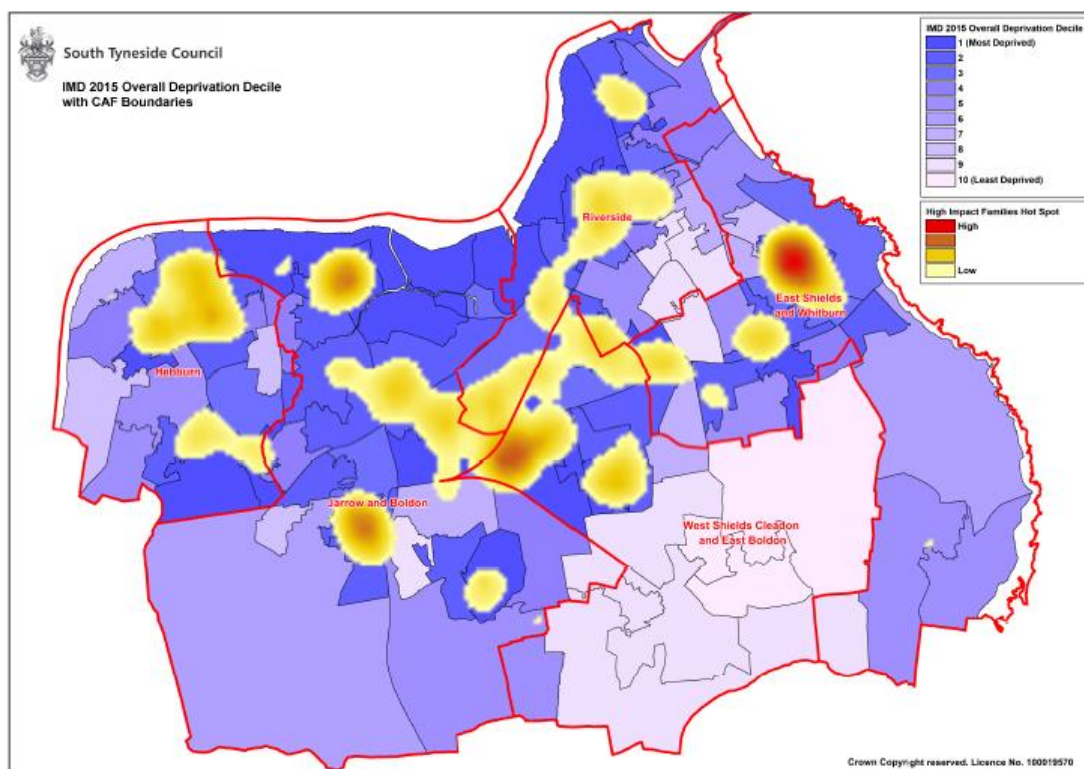 South Tyneside Council
IMD 2015 Overall Deprivation Decile
with CAF Boundaries
IMD 2015 Overall Deprivation Decile
1 (Most Deprived)
2
3
4
5
6
7
8
9
10 (Least Deprived)
High Impact Families Hot Spot
High
Low
Riverside
East Shields
and Whitburn
Hebburn
Jarrow and Boldon
West Shields Cleadon
and East Boldon
Crown Copyright reserved. Licence No. 100019570